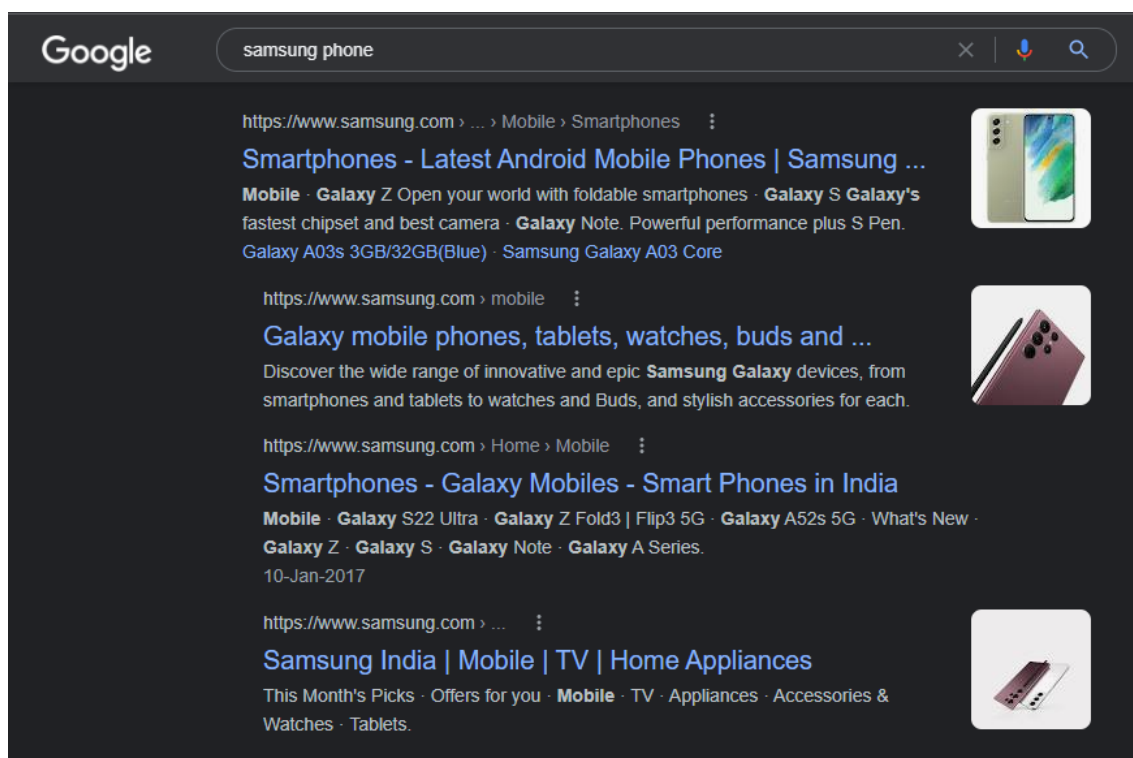 Google
samsung phone
https://www.samsung.com › ... › Mobile › Smartphones
Smartphones - Latest Android Mobile Phones | Samsung ...
Mobile · Galaxy Z Open your world with foldable smartphones · Galaxy S Galaxy's
fastest chipset and best camera · Galaxy Note. Powerful performance plus S Pen.
Galaxy A03s 3GB/32GB(Blue) · Samsung Galaxy A03 Core
https://www.samsung.com › mobile
Galaxy mobile phones, tablets, watches, buds and ...
Discover the wide range of innovative and epic Samsung Galaxy devices, from
smartphones and tablets to watches and Buds, and stylish accessories for each.
https://www.samsung.com › Home › Mobile
Smartphones - Galaxy Mobiles - Smart Phones in India
Mobile · Galaxy S22 Ultra · Galaxy Z Fold3 | Flip3 5G · Galaxy A52s 5G · What's New ·
Galaxy Z · Galaxy S · Galaxy Note · Galaxy A Series.
10-Jan-2017
https://www.samsung.com › ...
Samsung India | Mobile | TV | Home Appliances
This Month's Picks · Offers for you · Mobile · TV · Appliances · Accessories &
Watches · Tablets.